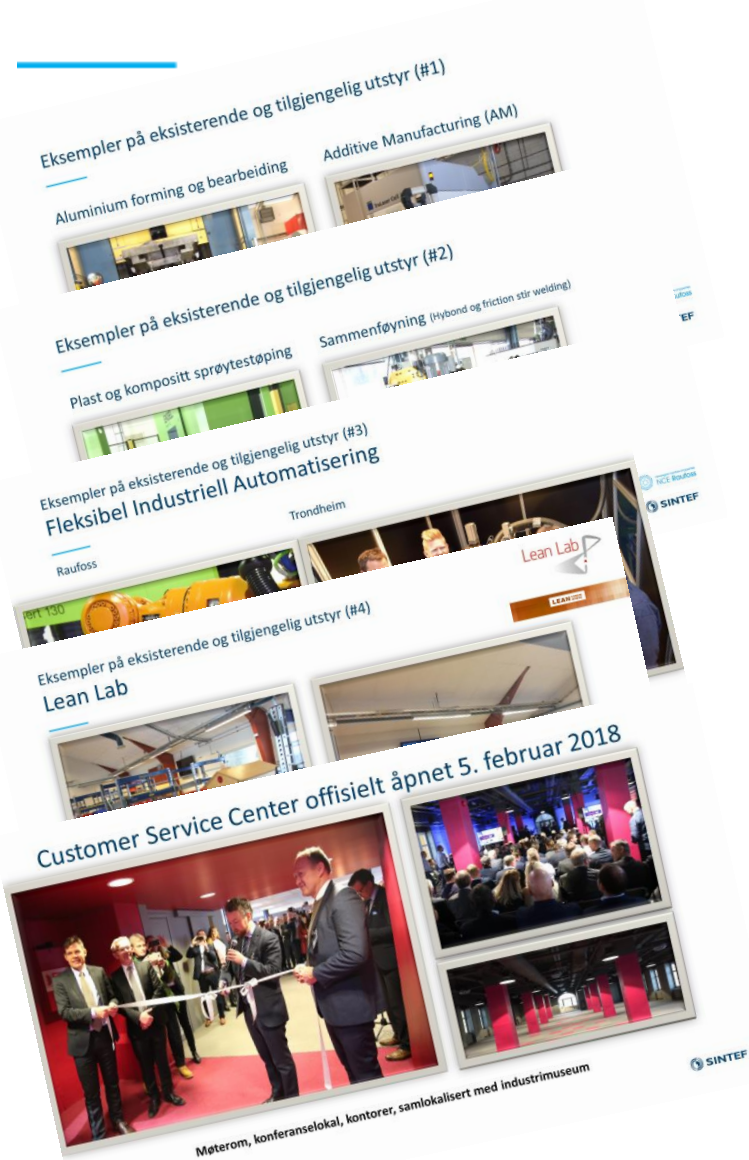 Eksempler på eksisterende og tilgjengelig utstyr (#1)
Aluminium forming og bearbeiding
Additive Manufacturing (AM)
Eksempler på eksisterende og tilgjengelig utstyr (#2)
Plast og kompositt sprøytestøping
Sammenføyning (Hybond og friction stir welding)
EF
Eksempler på eksisterende og tilgjengelig utstyr (#3)
Fleksibel Industriell Automatisering
Raufoss
Trondheim
NCE Raufoss
SINTEF
130
Lean Lab
LEAN
Eksempler på eksisterende og tilgjengelig utstyr (#4)
Lean Lab
Customer Service Center offisielt åpnet 5. februar 2018
SINTEF
Møterom, konferanselokal, kontorer, samlokalisert med industrimuseum